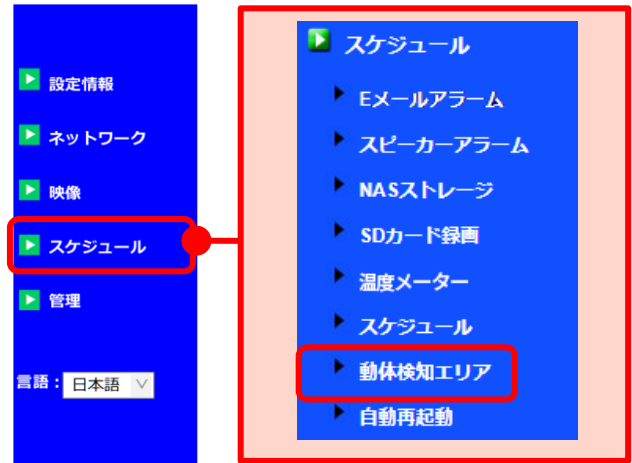 設定情報
ネットワーク
映像
スケジュール
管理
言語：日本語
スケジュール
Eメールアラーム
スピーカーアラーム
NASストレージ
SDカード録画
温度メーター
スケジュール
動体検知エリア
自動再起動